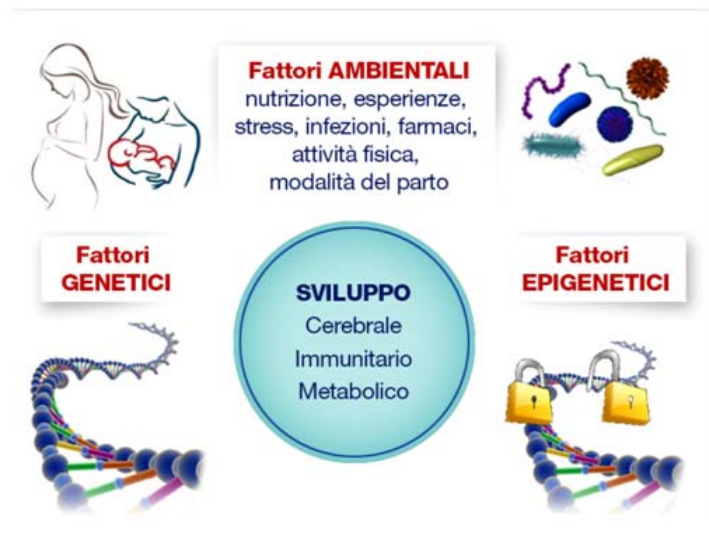 Fattori AMBIENTALI
nutrizione, esperienze,
stress, infezioni, farmaci,
attività fisica,
modalità del parto
Fattori
GENETICI
SVILUPPO
Cerebrale
Immunitario
Metabolico
Fattori
EPIGENETICI